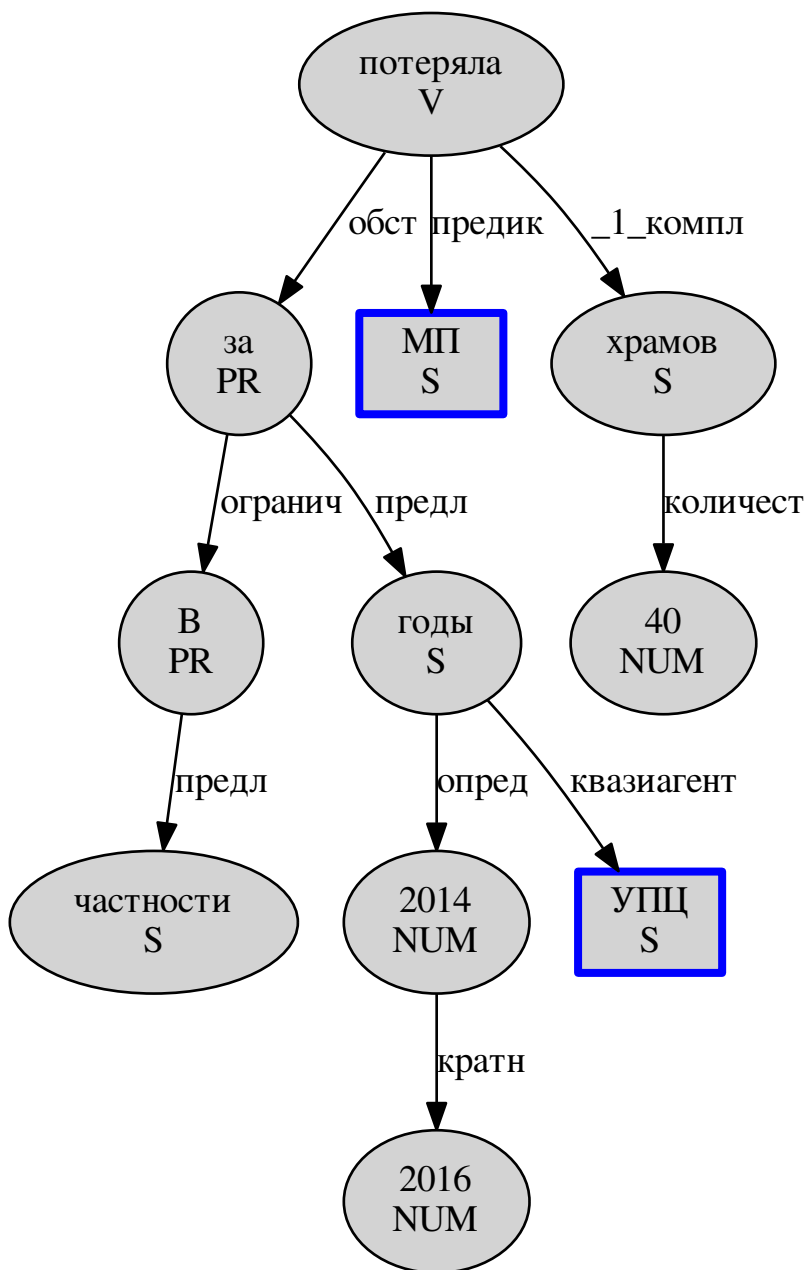 потеряла
V
обст
предик
_1_компл
за
PR
МП
S
храмов
S
огранич
предл
количест
В
PR
годы
S
40
NUM
предл
опред
квазиагент
частности
S
2014
NUM
УПЦ
S
кратн
2016
NUM